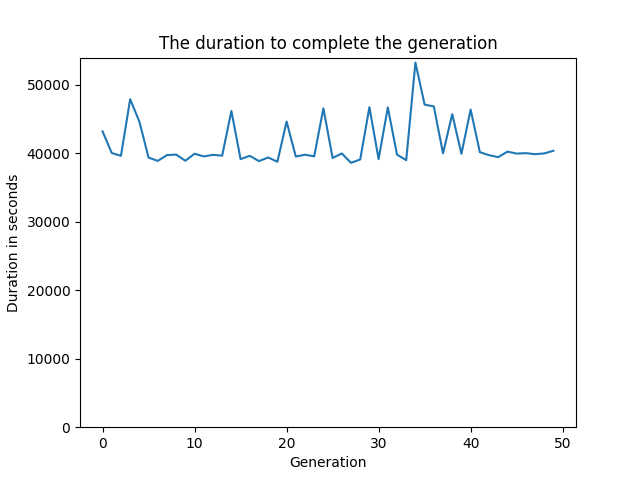 The duration to complete the generation
50000
40000
30000
20000
10000
0
Duration in seconds
0 10 20 30 40 50
Generation